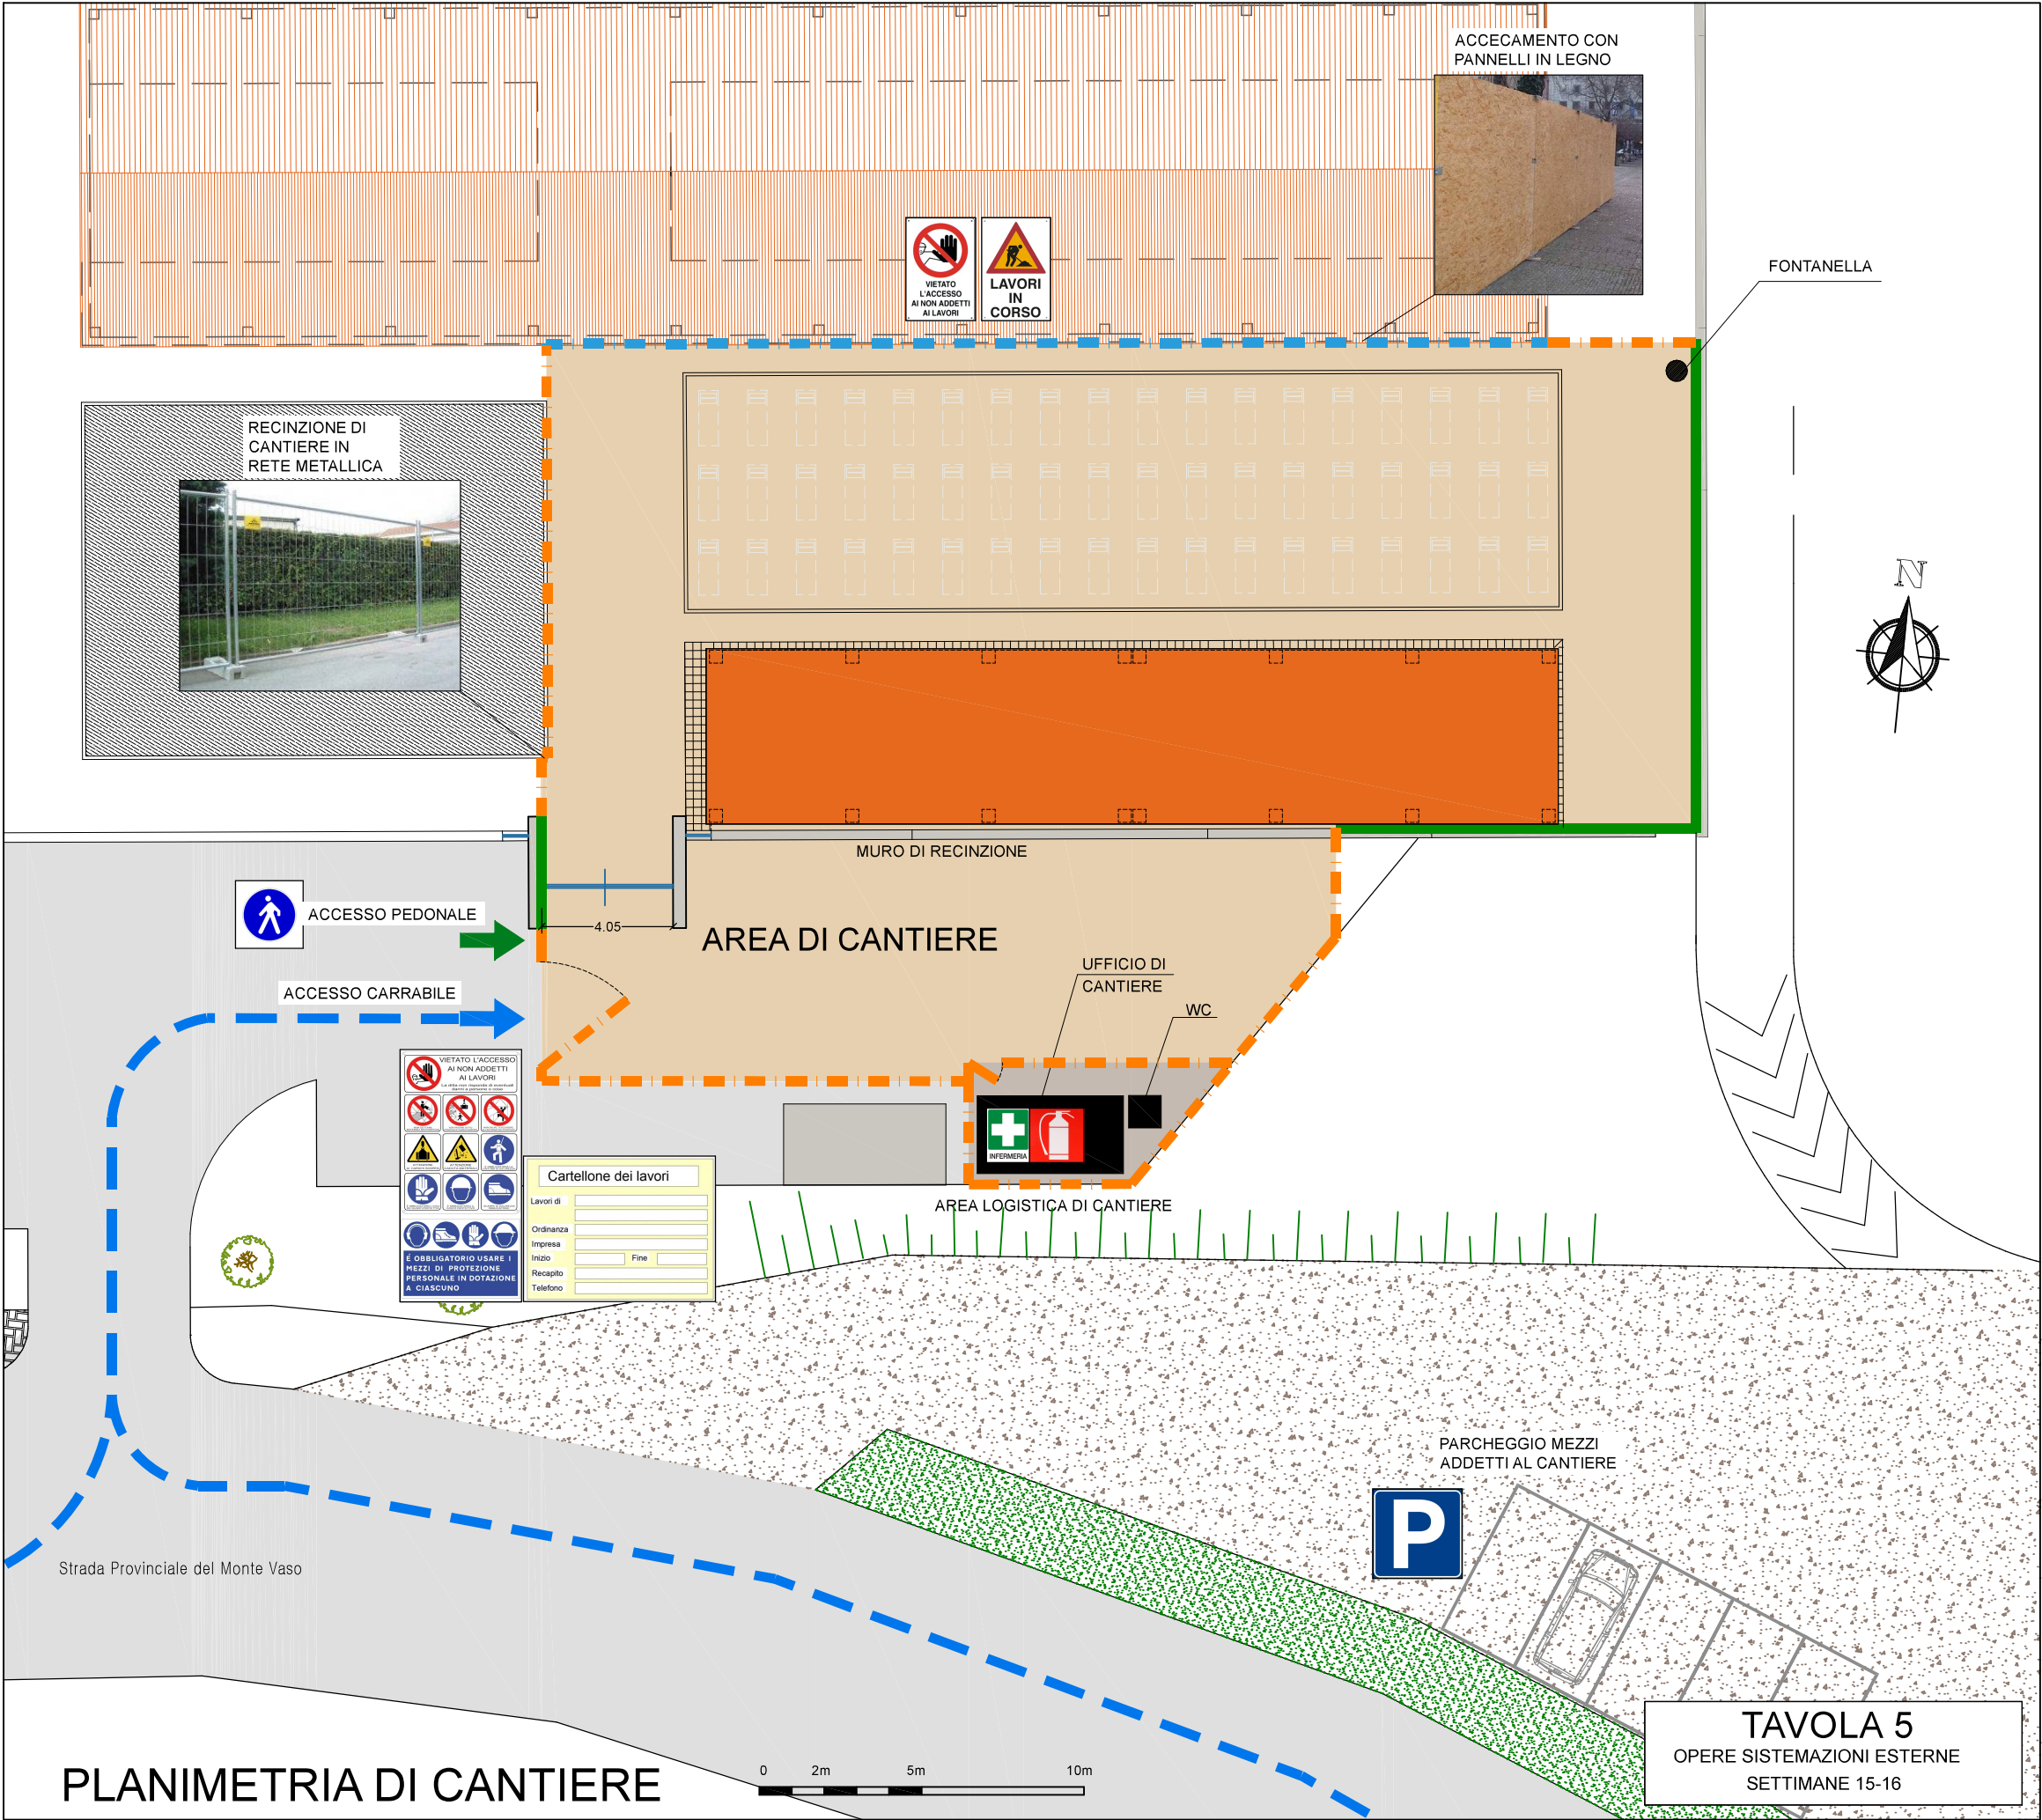 ACCECAMENTO CON
PANNELLI IN LEGNO
VIETATO
L'ACCESSO
AI NON ADDETTI
AI LAVORI
LAVORI
IN
CORSO
FONTANELLA
RECINZIONE DI
CANTIERE IN
RETE METALLICA
N
MURO DI RECINZIONE
ACCESSO PEDONALE
4.05
AREA DI CANTIERE
UFFICIO DI
CANTIERE
ACCESSO CARRABILE
WC
VIETATO L'ACCESSO
AI NON ADDETTI
AI LAVORI
INFERMERIA
Cartellone dei lavori
Lavori di
Ordinanza
Impresa
Inizio
Fine
Recapito
Telefono
É OBBLIGATORIO USARE I
MEZZI DI PROTEZIONE
PERSONALE IN DOTAZIONE
A CIASCUNO
AREA LOGISTICA DI CANTIERE
PARCHEGGIO MEZZI
ADDETTI AL CANTIERE
P
Strada Provinciale del Monte Vaso
TAVOLA 5
OPERE SISTEMAZIONI ESTERNE
SETTIMANE 15-16
PLANIMETRIA DI CANTIERE
0 2m 5m 10m